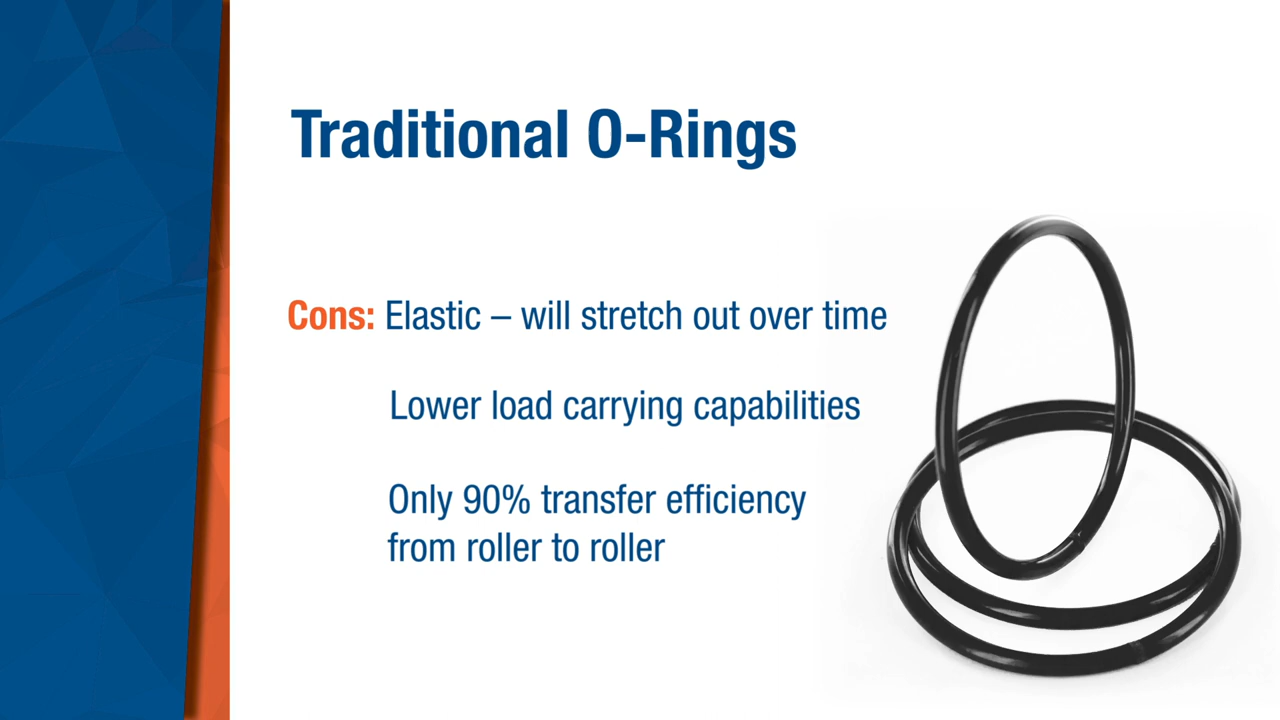 Traditional O-Rings
Cons: Elastic – will stretch out over time
Lower load carrying capabilities
Only 90% transfer efficiency
from roller to roller